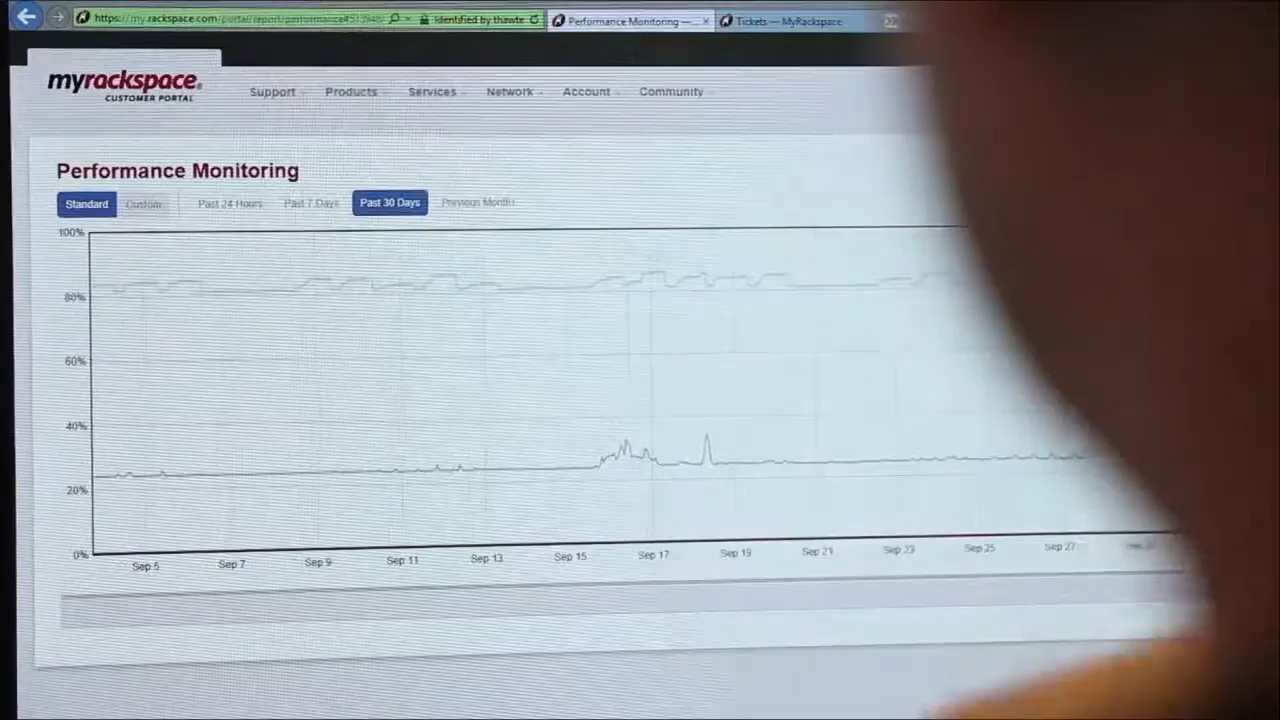 https://my.rackspace.com/portal/report/performance Identified by thawte Performance Monitoring — ... × Tickets — MyRackspace
myrackspace®
CUSTOMER PORTAL
Support Products Services Network Account Community
Performance Monitoring
Standard Custom Past 24 Hours Past 7 Days Past 30 Days Previous Month
100%
80%
60%
40%
20%
0%
Sep 5 Sep 7 Sep 9 Sep 11 Sep 13 Sep 15 Sep 17 Sep 19 Sep 21 Sep 23 Sep 25 Sep 27